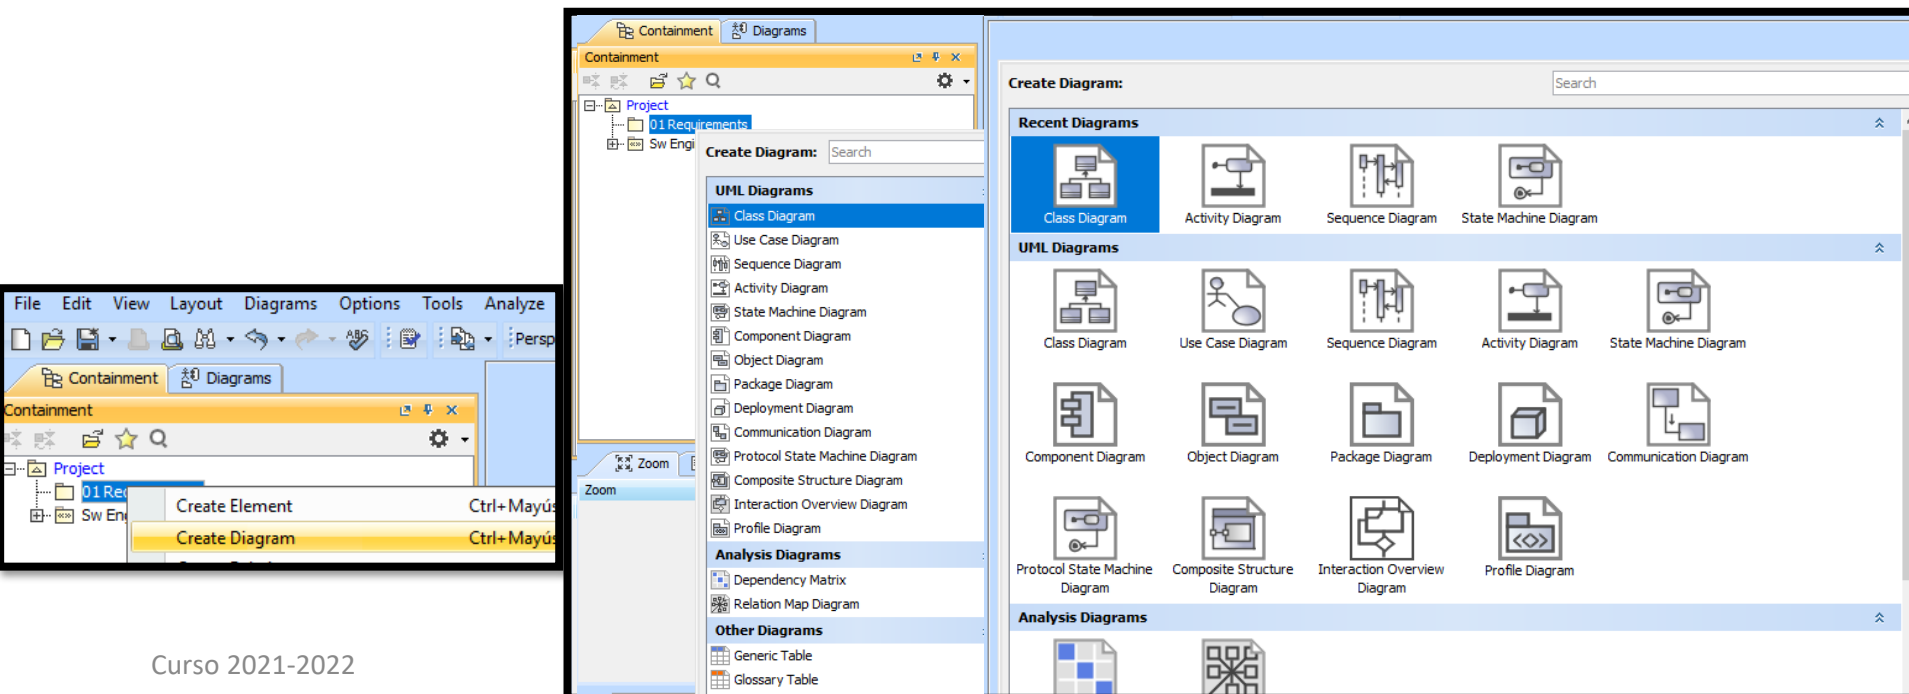 File Edit View Layout Diagrams Options Tools Analyze
Persp
Containment Diagrams
Containment
Project
01 Rec
Sw Eng
Create Element Ctrl+Mayús
Create Diagram Ctrl+Mayús
Curso 2021-2022
Containment Diagrams
Containment
Project
01 Requirements
Sw Engi
Zoom
Zoom
Create Diagram: Search
UML Diagrams
Class Diagram
Use Case Diagram
Sequence Diagram
Activity Diagram
State Machine Diagram
Component Diagram
Object Diagram
Package Diagram
Deployment Diagram
Communication Diagram
Protocol State Machine Diagram
Composite Structure Diagram
Interaction Overview Diagram
Profile Diagram
Analysis Diagrams
Dependency Matrix
Relation Map Diagram
Other Diagrams
Generic Table
Glossary Table
Create Diagram: Search
Recent Diagrams
Class Diagram Activity Diagram Sequence Diagram State Machine Diagram
UML Diagrams
Class Diagram Use Case Diagram Sequence Diagram Activity Diagram State Machine Diagram
Component Diagram Object Diagram Package Diagram Deployment Diagram Communication Diagram
Protocol State Machine Composite Structure Interaction Overview Profile Diagram
Diagram Diagram Diagram
Analysis Diagrams